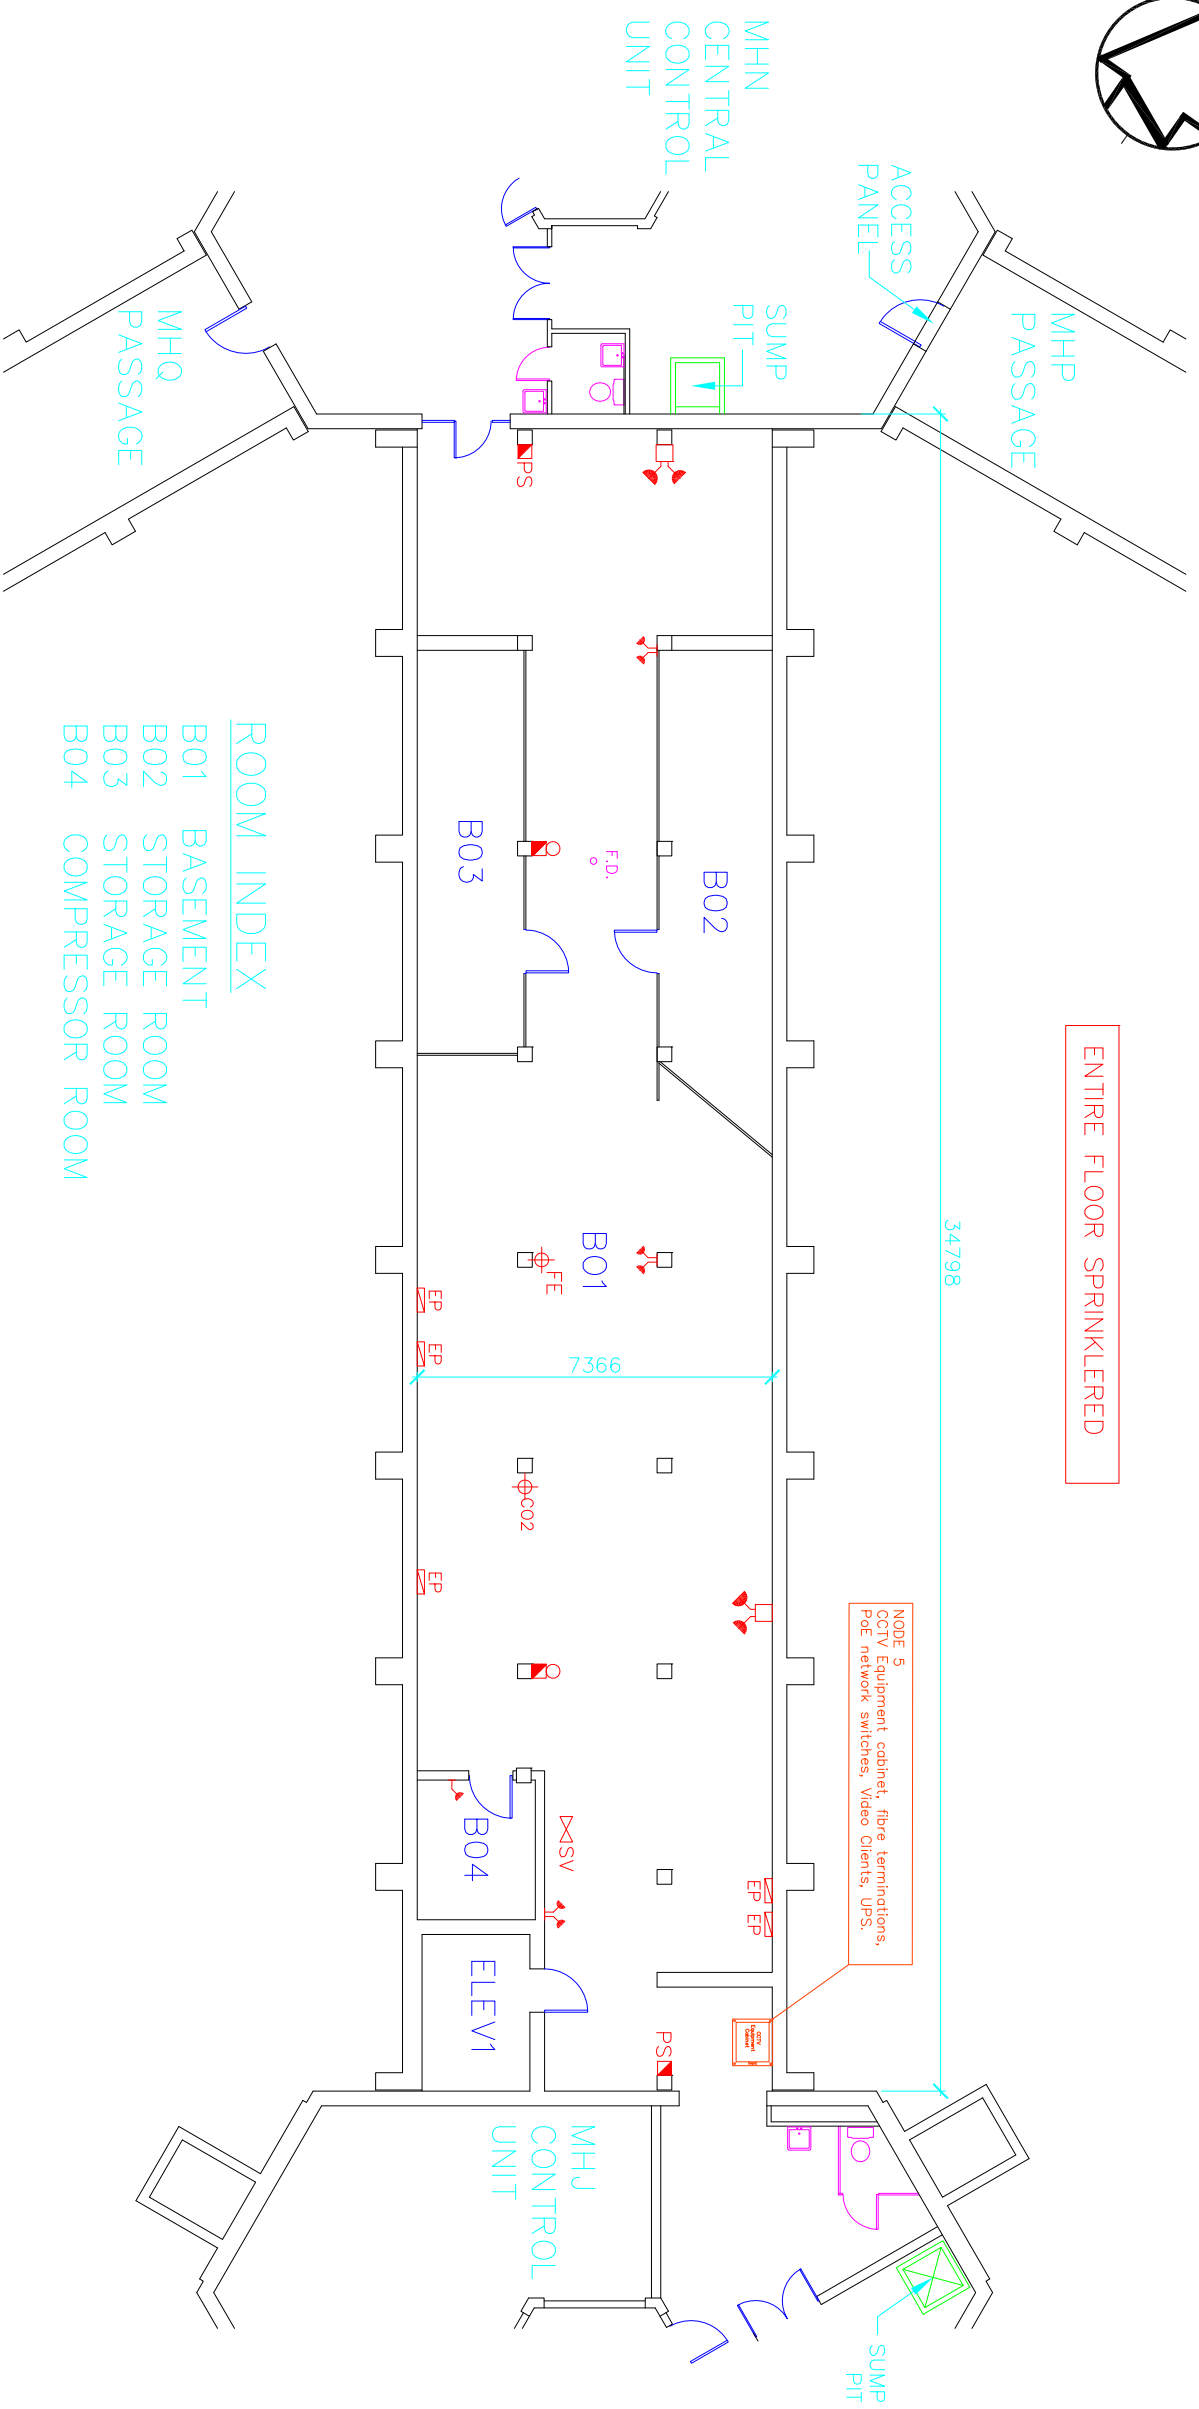 ENTIRE FLOOR SPRINKLERED
MHP
PASSAGE
ACCESS
PANEL
SUMP
PIT
MHN
CENTRAL
CONTROL
UNIT
MHQ
PASSAGE
34798
7366
NODE 5
CCTV Equipment cabinet, fibre terminations,
PoE network switches, Video Clients, UPS.
CCTV
Equipment
Cabinet
SUMP
PIT
MHJ
CONTROL
UNIT
PS
B02
F.D.
B03
B01
FE
EP
EP
CO2
EP
EP
EP
SV
B04
ELEV1
PS
ROOM INDEX
B01 BASEMENT
B02 STORAGE ROOM
B03 STORAGE ROOM
B04 COMPRESSOR ROOM